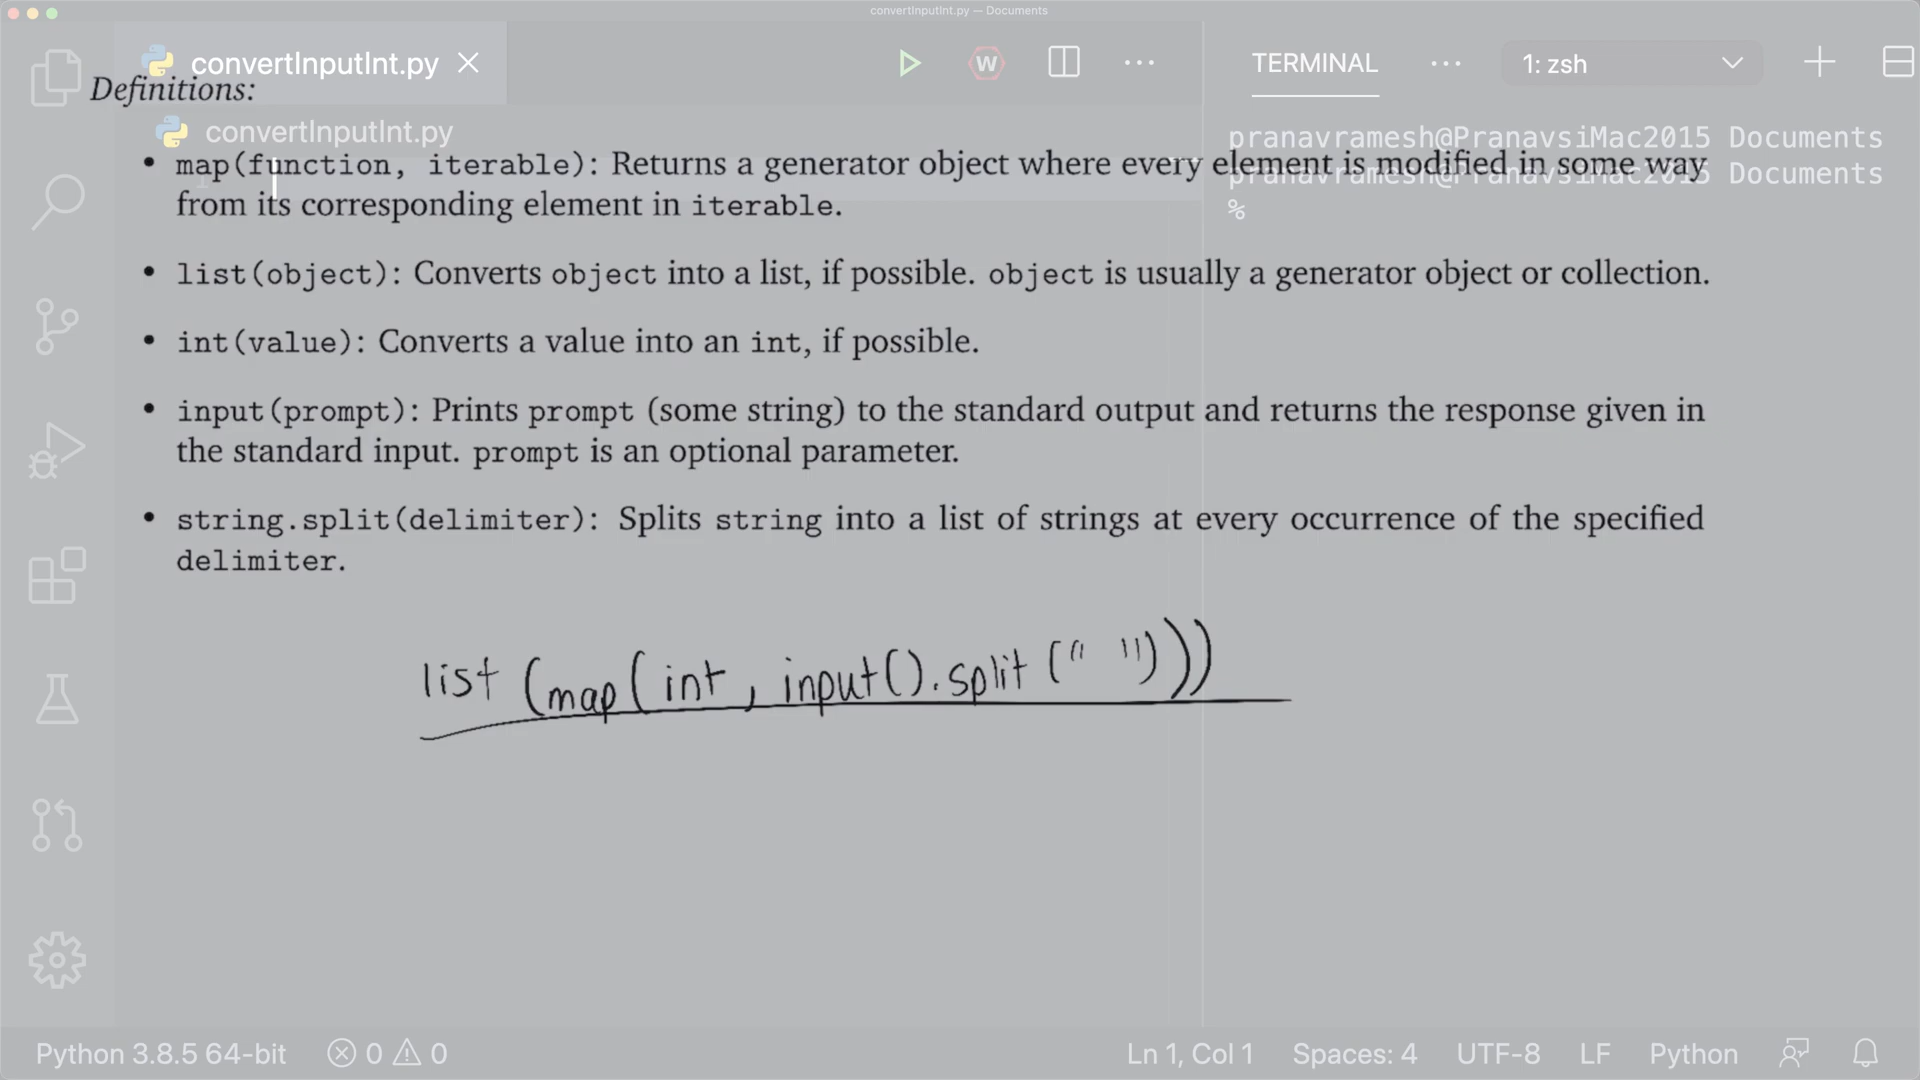 convertInputInt.py — Documents
convertInputInt.py
W
TERMINAL
1: zsh
Definitions:
convertInputInt.py
pranavramesh@PranavsiMac2015 Documents
pranavramesh@PranavsiMac2015 Documents
%
• map(function, iterable): Returns a generator object where every element is modified in some way
from its corresponding element in iterable.
• list(object): Converts object into a list, if possible. object is usually a generator object or collection.
• int(value): Converts a value into an int, if possible.
• input(prompt): Prints prompt (some string) to the standard output and returns the response given in
the standard input. prompt is an optional parameter.
• string.split(delimiter): Splits string into a list of strings at every occurrence of the specified
delimiter.
list (map(int, input().split(" ")))
Python 3.8.5 64-bit
0
0
Ln 1, Col 1
Spaces: 4
UTF-8
LF
Python